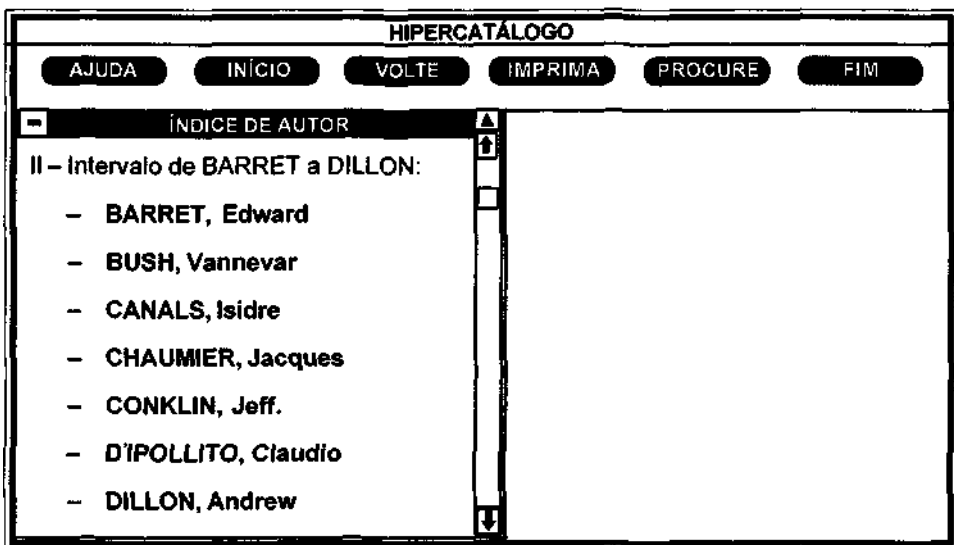 HIPERCATÁLOGO
AJUDA INÍCIO VOLTE IMPRIMA PROCURE FIM
ÍNDICE DE AUTOR
II – Intervalo de BARRET a DILLON:
– BARRET, Edward
– BUSH, Vannevar
– CANALS, Isidre
– CHAUMIER, Jacques
– CONKLIN, Jeff.
– D'IPOLLITO, Claudio
– DILLON, Andrew